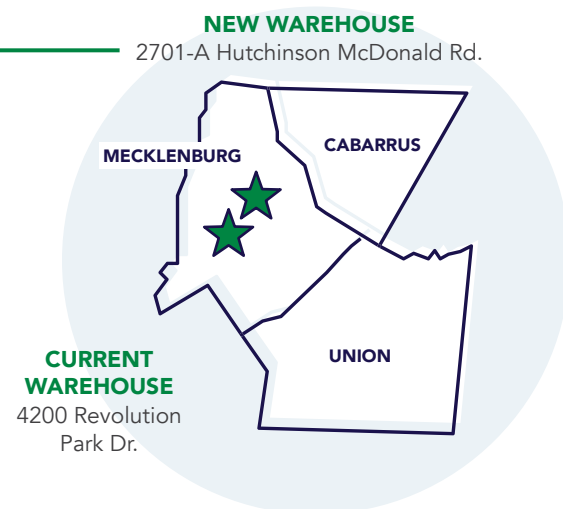 NEW WAREHOUSE
2701-A Hutchinson McDonald Rd.
MECKLENBURG
CABARRUS
UNION
CURRENT
WAREHOUSE
4200 Revolution
Park Dr.